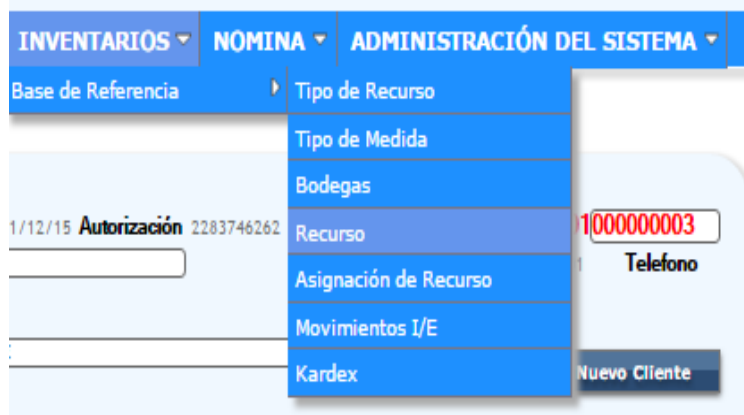 INVENTARIOS NOMINA ADMINISTRACIÓN DEL SISTEMA
Base de Referencia
Tipo de Recurso
Tipo de Medida
Bodegas
1/12/15 Autorización 2283746262
Recurso
1000000003
Telefono
Asignación de Recurso
Movimientos I/E
Kardex
Nuevo Cliente